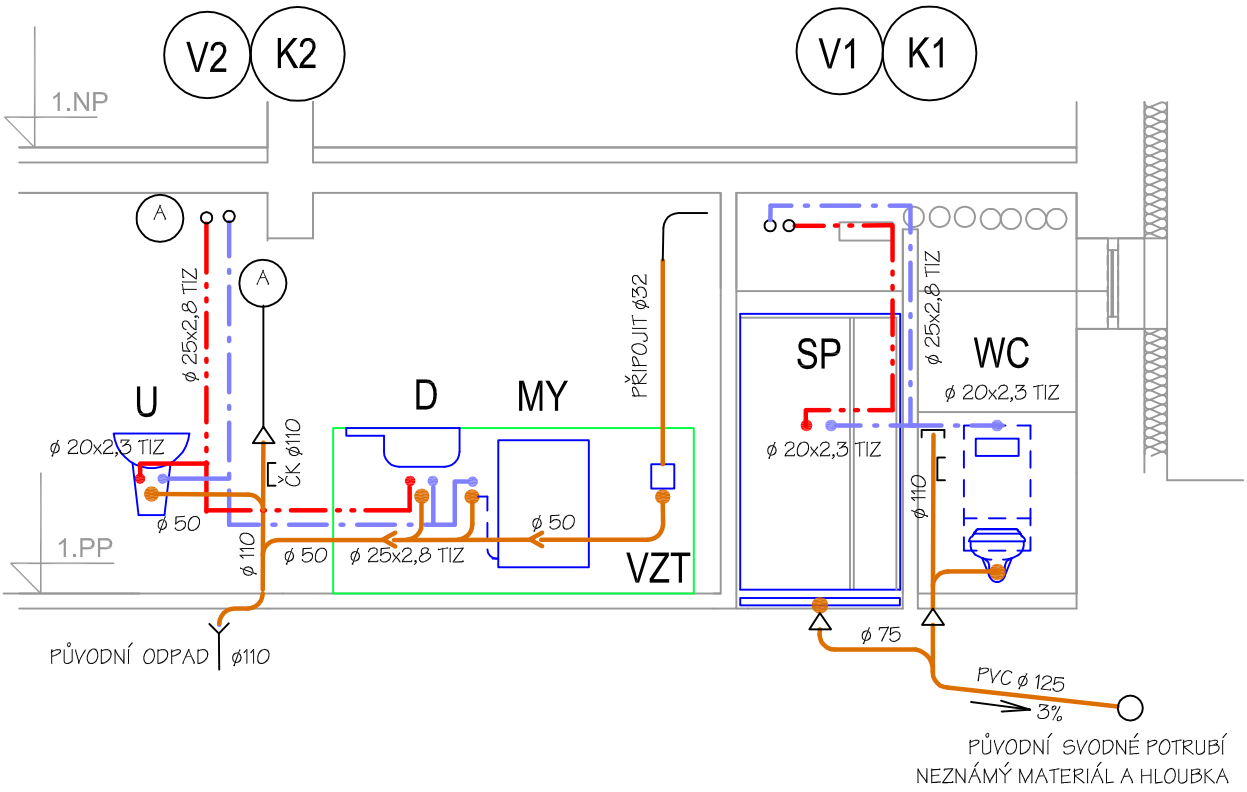 V2
K2
V1
K1
1.NP
A
A
ø 25x2,8 TIZ
PŘIPOJIT ø32
ø 25x2,8 TIZ
SP
WC
U
D
MY
ø 20x2,3 TIZ
ø 20x2,3 TIZ
ČK ø110
ø 20x2,3 TIZ
ø 50
ø 110
ø 50
ø 25x2,8 TIZ
ø 50
ø 110
1.PP
VZT
PŮVODNÍ ODPAD
ø110
ø 75
PVC ø 125
3%
PŮVODNÍ SVODNÉ POTRUBÍ
NEZNÁMÝ MATERIÁL A HLOUBKA